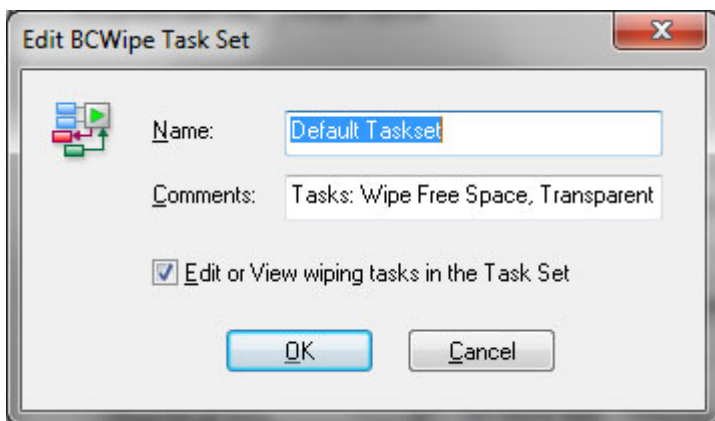 Edit BCWipe Task Set
Name: Default Taskset
Comments: Tasks: Wipe Free Space, Transparent
Edit or View wiping tasks in the Task Set
OK Cancel